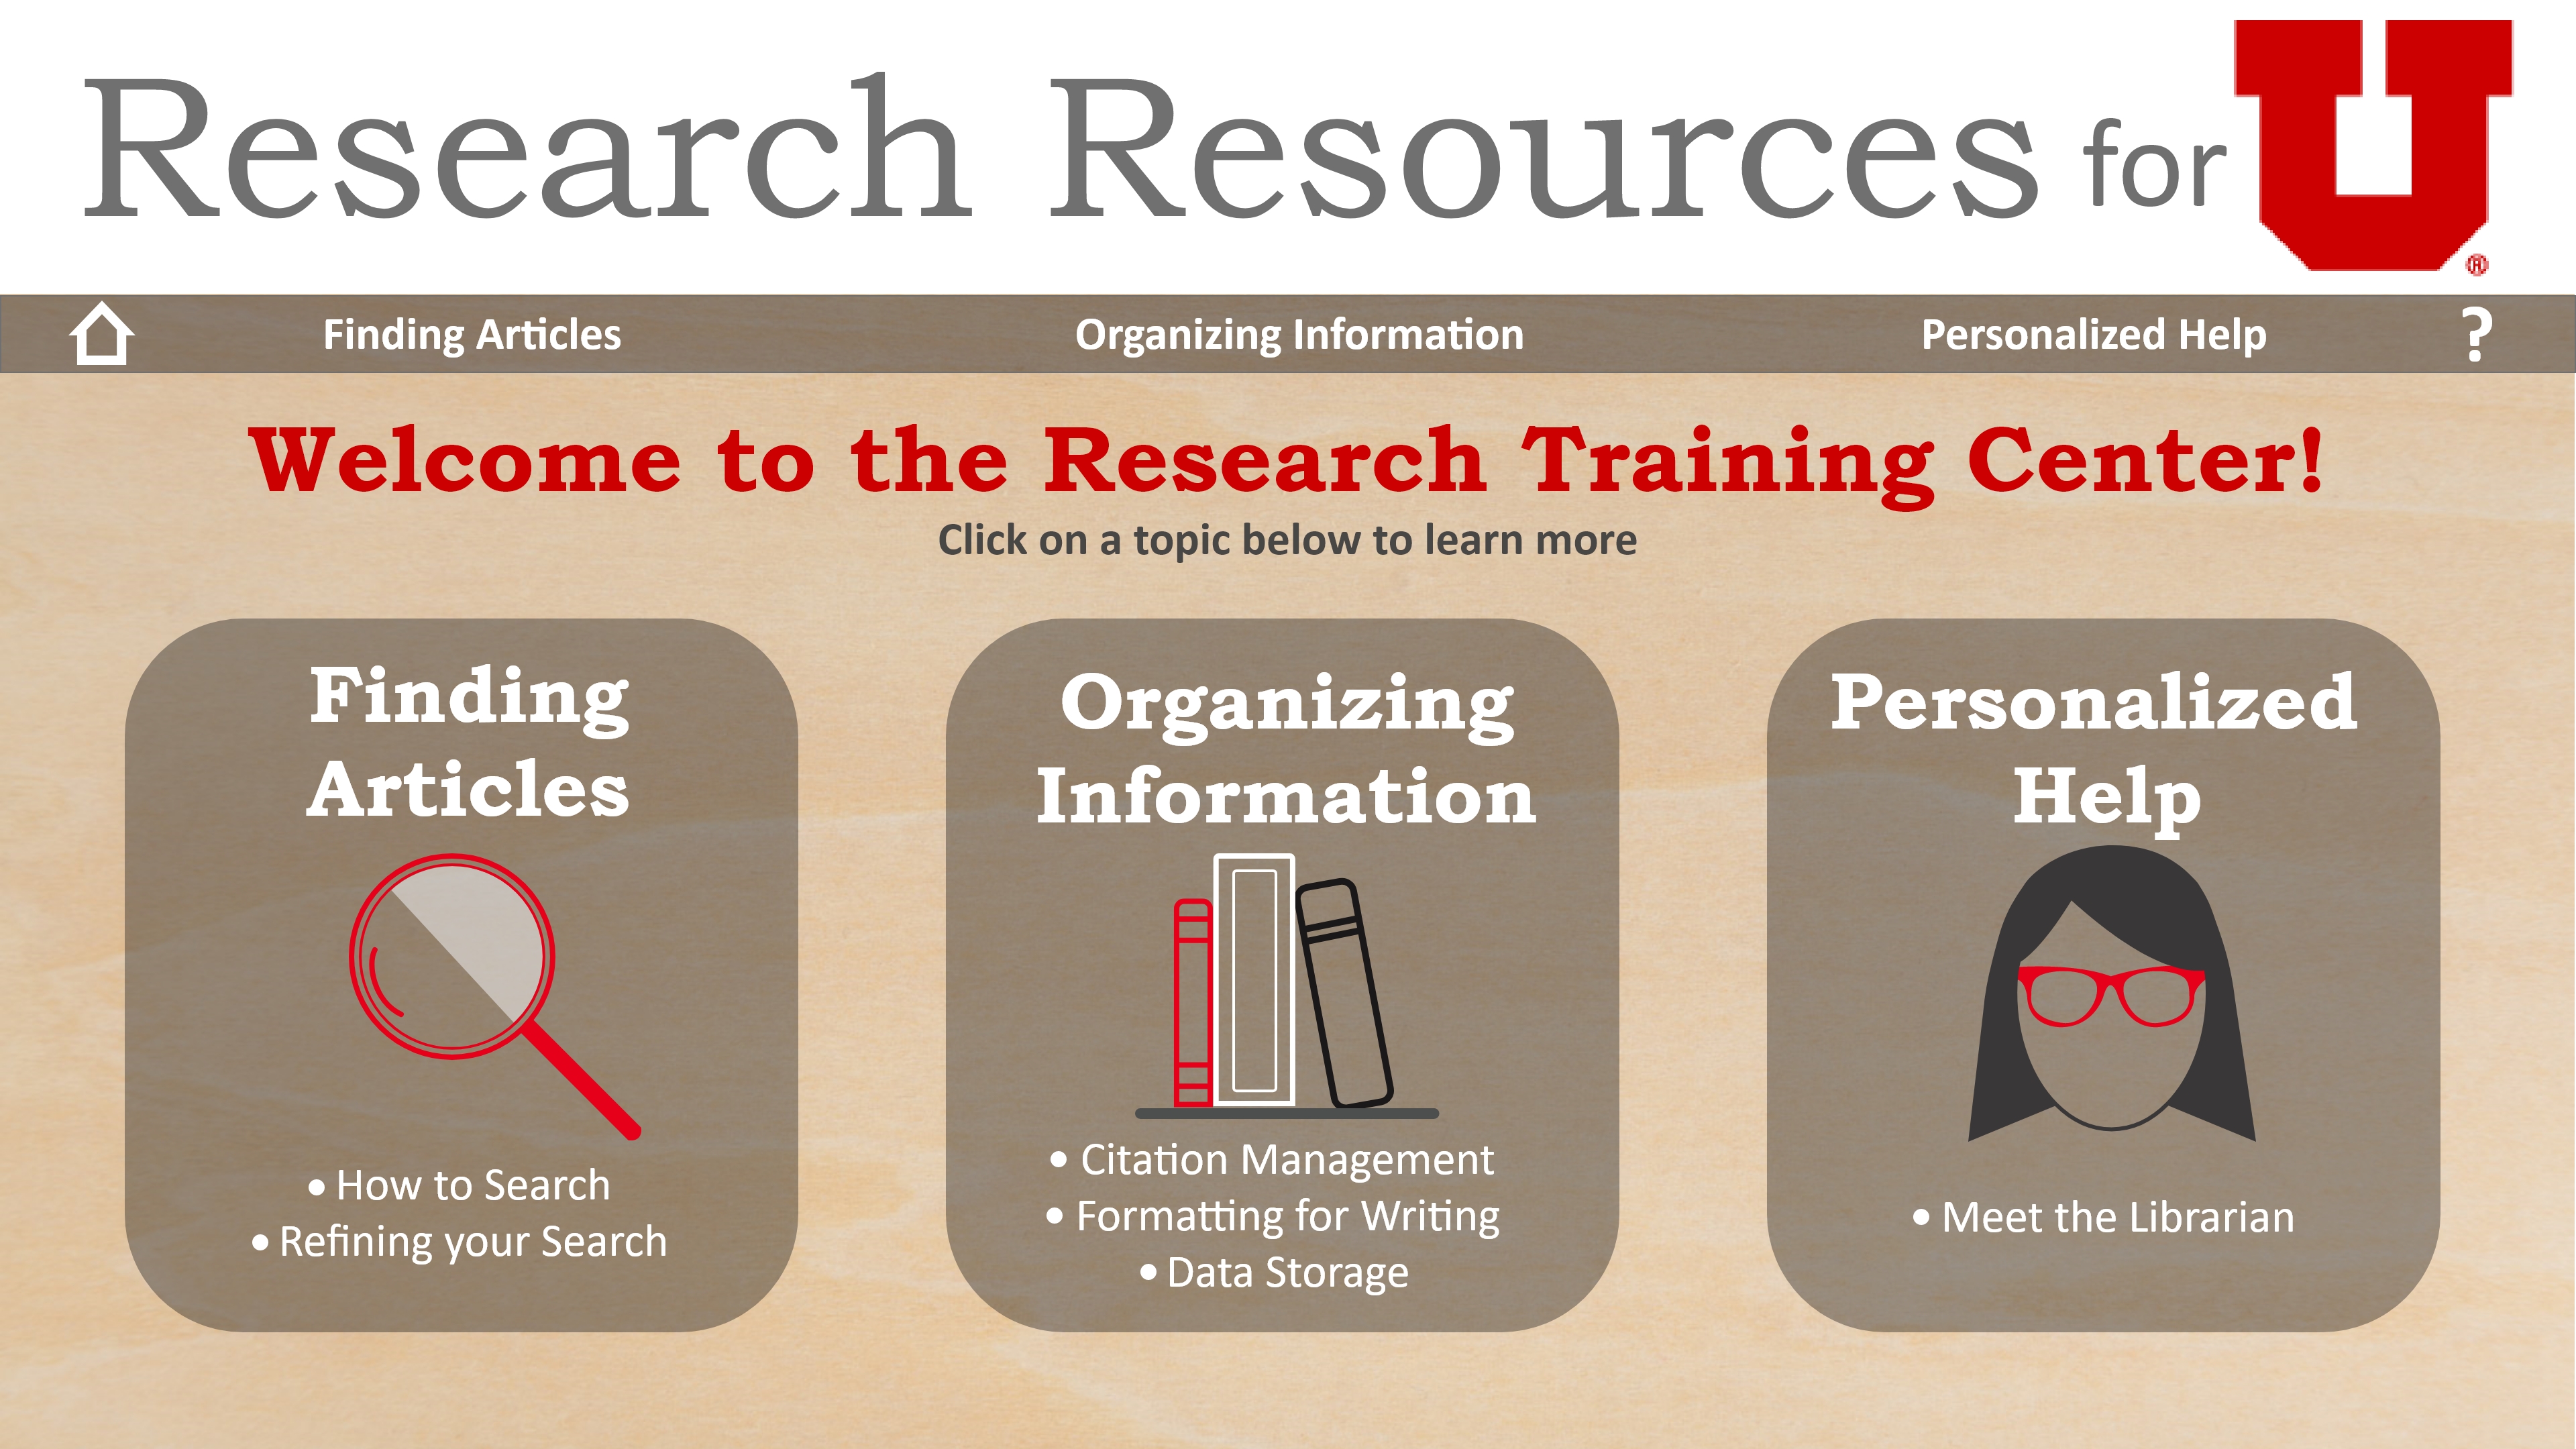 Research Resources for U
®
Finding Articles
Organizing Information
Personalized Help
?
Welcome to the Research Training Center!
Click on a topic below to learn more
Finding
Articles
• How to Search
• Refining your Search
Organizing
Information
• Citation Management
• Formatting for Writing
• Data Storage
Personalized
Help
• Meet the Librarian